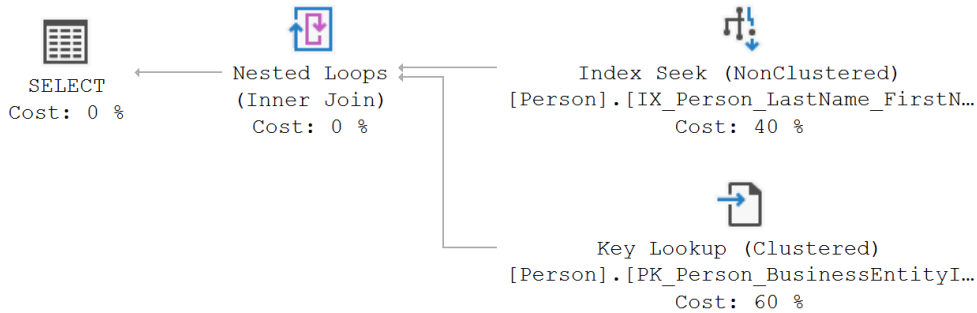 SELECT
Cost: 0 %
Nested Loops
(Inner Join)
Cost: 0 %
Index Seek (NonClustered)
[Person].[IX_Person_LastName_FirstN…
Cost: 40 %
Key Lookup (Clustered)
[Person].[PK_Person_BusinessEntityI…
Cost: 60 %